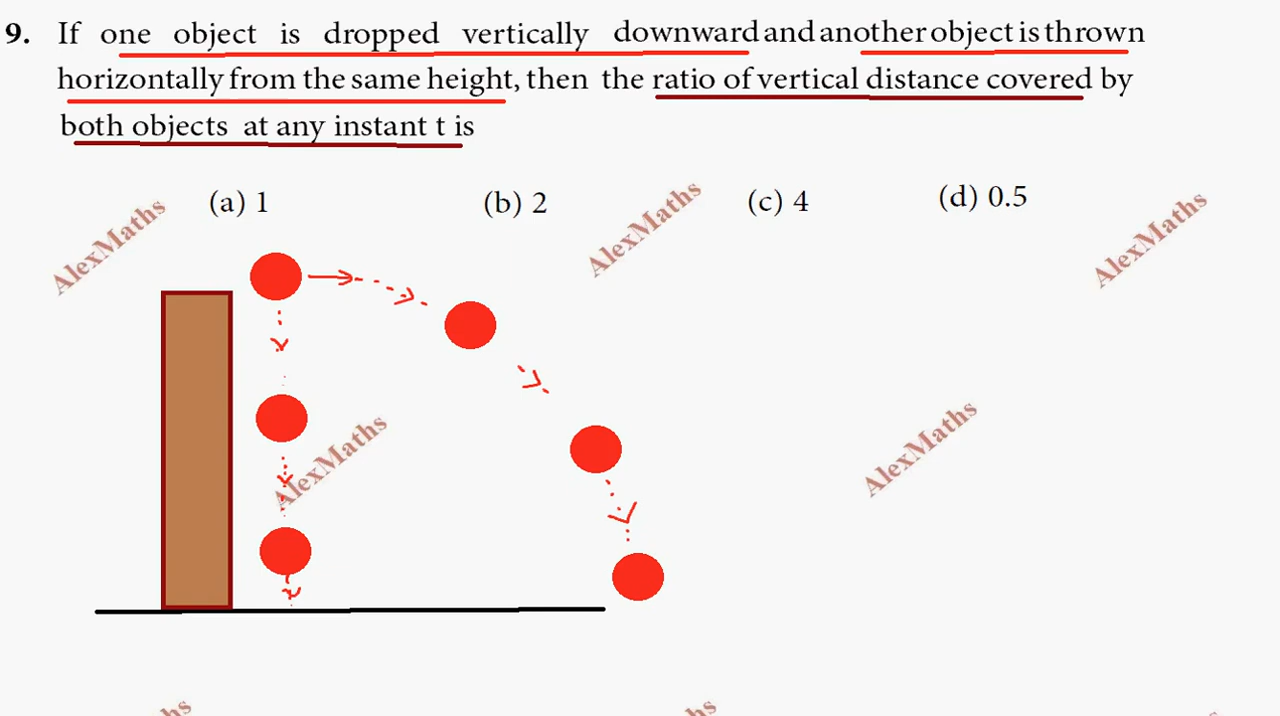 9. If one object is dropped vertically downward and another object is thrown
horizontally from the same height, then the ratio of vertical distance covered by
both objects at any instant t is
(a) 1 (b) 2 (c) 4 (d) 0.5
AlexMaths AlexMaths AlexMaths
AlexMaths AlexMaths
hs hs